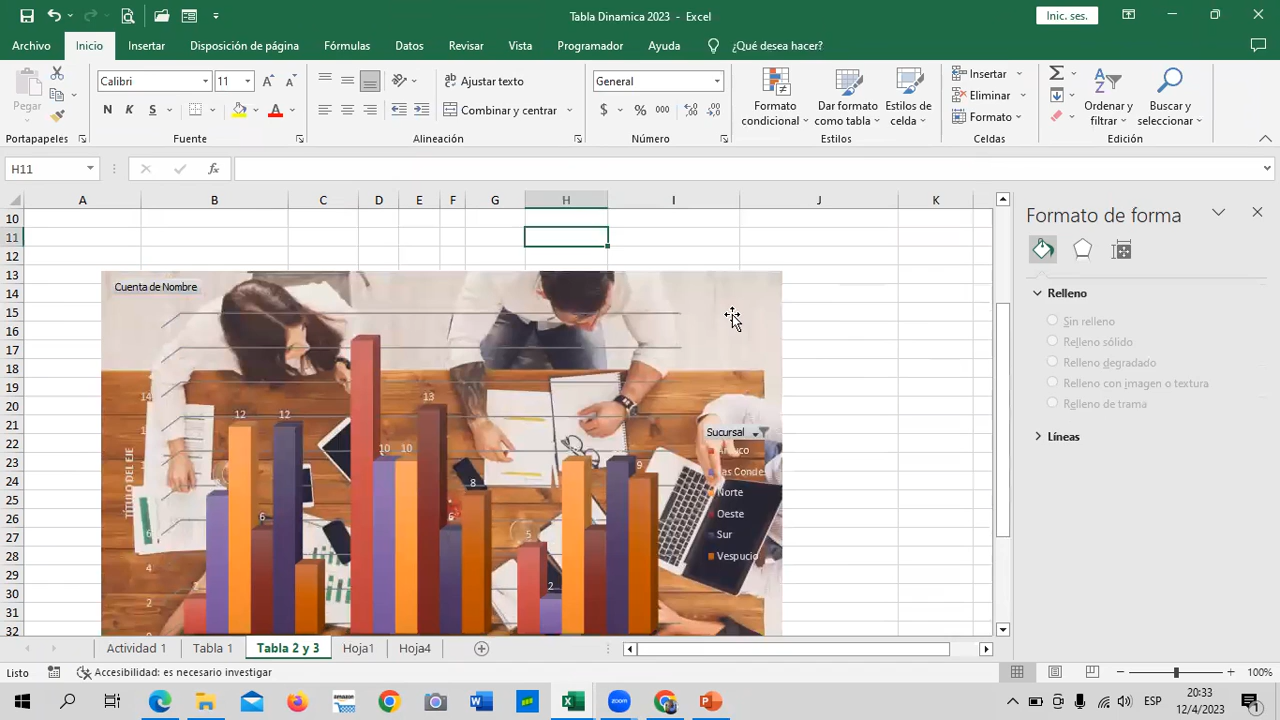 Tabla Dinamica 2023 - Excel
Inic. ses.
Archivo Inicio Insertar Disposición de página Fórmulas Datos Revisar Vista Programador Ayuda ¿Qué desea hacer?
Pegar
Calibri 11
N K S
Ajustar texto
Combinar y centrar
General
$ % 000
Formato condicional
Dar formato como tabla
Estilos de celda
Insertar
Eliminar
Formato
Ordenar y filtrar
Buscar y seleccionar
Portapapeles Fuente Alineación Número Estilos Celdas Edición
H11 fx
A B C D E F G H I J K
10
11
12
13
14
15
16
17
18
19
20
21
22
23
24
25
26
27
28
29
30
31
32
Cuenta de Nombre
TÍTULO DEL EJE
14
6
4
2
12 12 10 10 13
6 6 8 5 2 9
Sucursal
Las Condes
Norte
Oeste
Sur
Vespucio
Formato de forma
Relleno
Sin relleno
Relleno sólido
Relleno degradado
Relleno con imagen o textura
Relleno de trama
Líneas
Actividad 1 Tabla 1 Tabla 2 y 3 Hoja1 Hoja4
Listo Accesibilidad: es necesario investigar 100%
amazon
ESP
20:33
12/4/2023